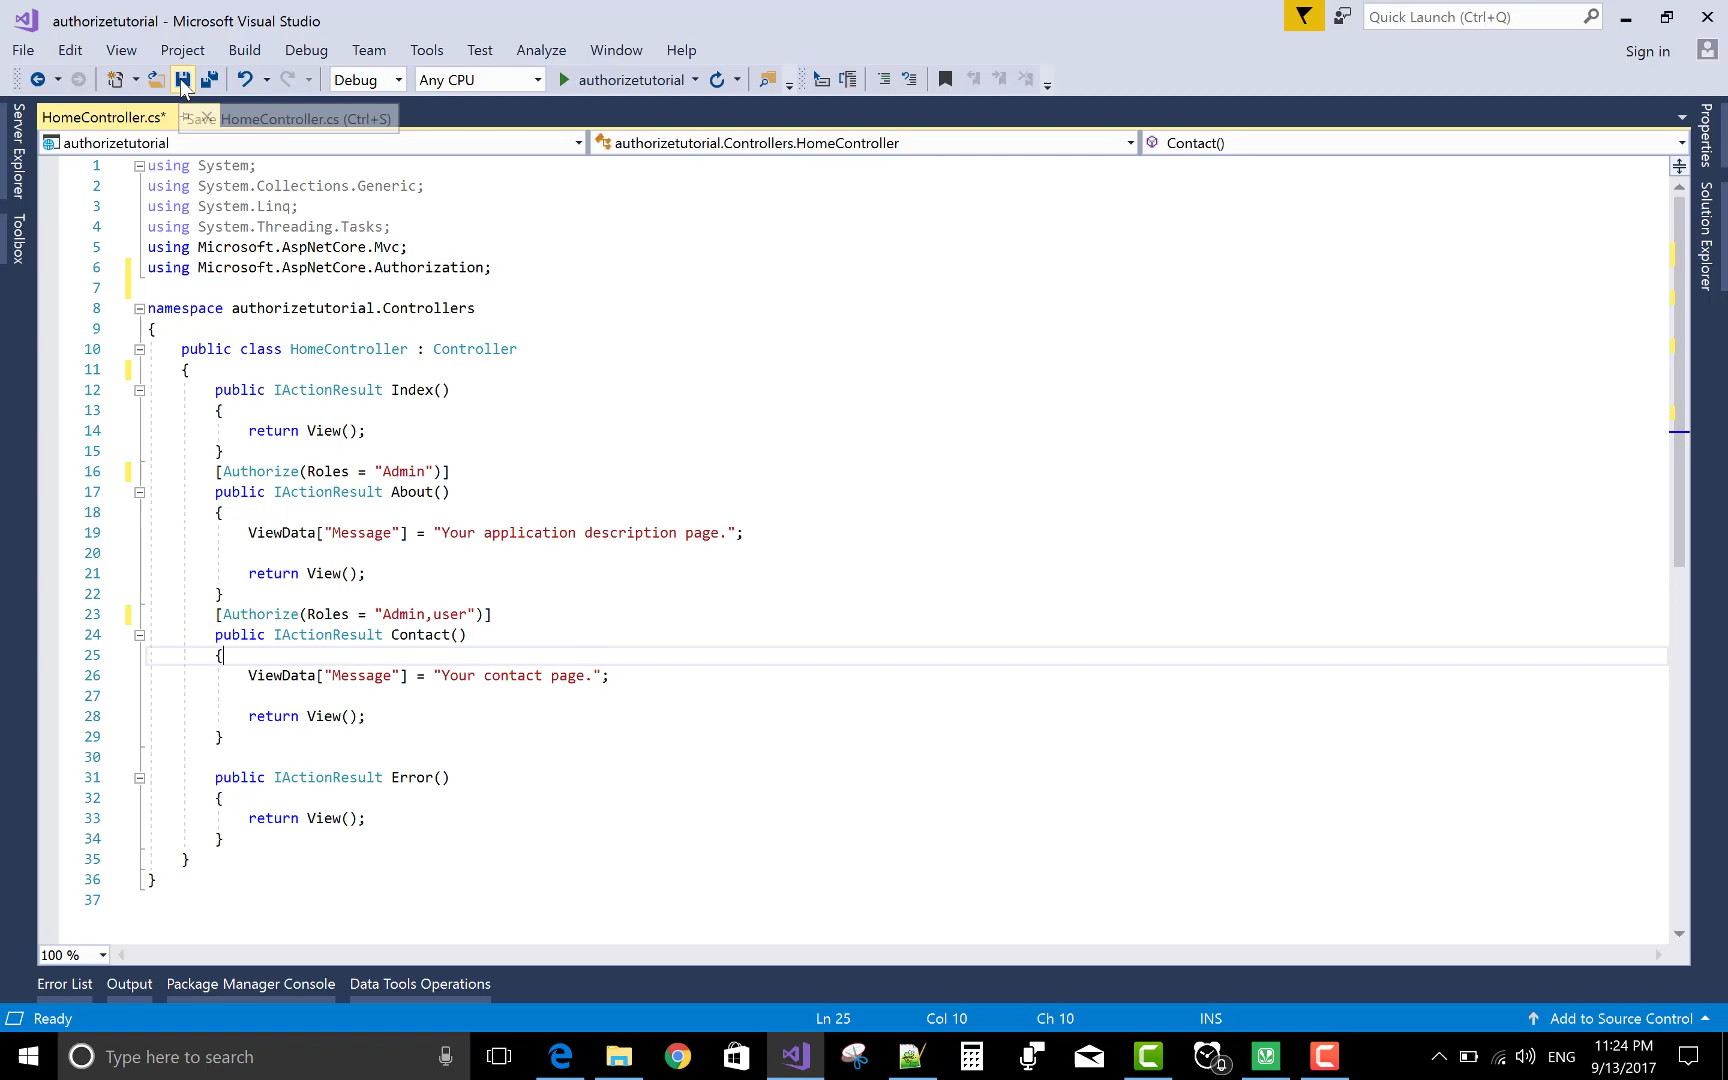 authorizetutorial - Microsoft Visual Studio
Quick Launch (Ctrl+Q)
File Edit View Project Build Debug Team Tools Test Analyze Window Help
Sign in
Debug Any CPU authorizetutorial
HomeController.cs*
Save HomeController.cs (Ctrl+S)
authorizetutorial authorizetutorial.Controllers.HomeController Contact()
Server Explorer
Toolbox
Properties
Solution Explorer
1 using System;
2 using System.Collections.Generic;
3 using System.Linq;
4 using System.Threading.Tasks;
5 using Microsoft.AspNetCore.Mvc;
6 using Microsoft.AspNetCore.Authorization;
7
8 namespace authorizetutorial.Controllers
9 {
10 public class HomeController : Controller
11 {
12 public IActionResult Index()
13 {
14 return View();
15 }
16 [Authorize(Roles = "Admin")]
17 public IActionResult About()
18 {
19 ViewData["Message"] = "Your application description page.";
20
21 return View();
22 }
23 [Authorize(Roles = "Admin,user")]
24 public IActionResult Contact()
25 {
26 ViewData["Message"] = "Your contact page.";
27
28 return View();
29 }
30
31 public IActionResult Error()
32 {
33 return View();
34 }
35 }
36 }
37
100 %
Error List Output Package Manager Console Data Tools Operations
Ready Ln 25 Col 10 Ch 10 INS Add to Source Control
Type here to search
ENG
11:24 PM
9/13/2017